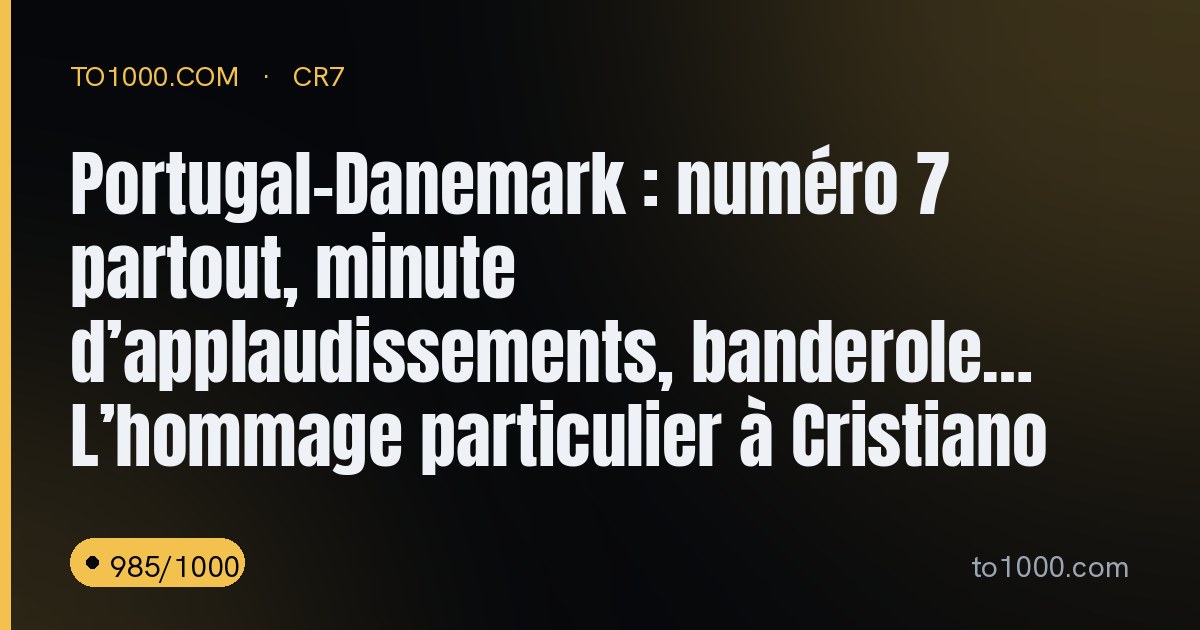 TO1000.COM · CR7
Portugal-Danemark : numéro 7
partout, minute
d’applaudissements, banderole...
L’hommage particulier à Cristiano
985/1000
to1000.com